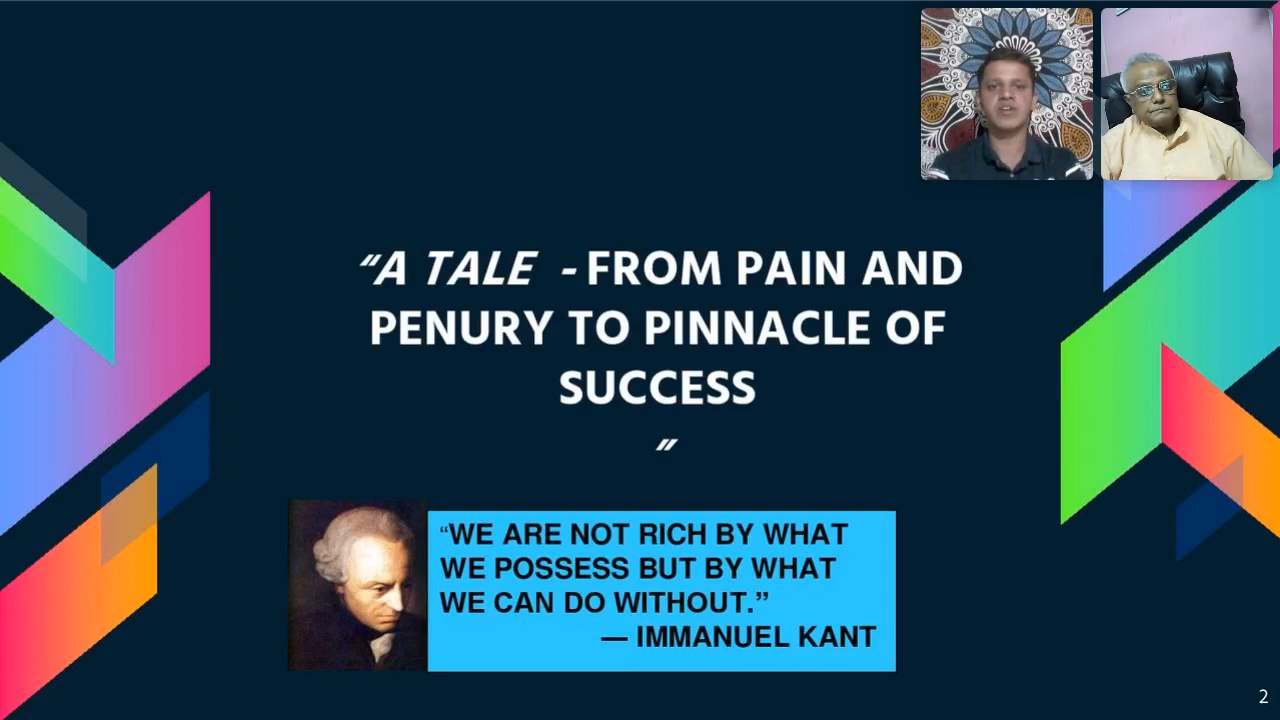 “A TALE - FROM PAIN AND
PENURY TO PINNACLE OF
SUCCESS
”
“WE ARE NOT RICH BY WHAT
WE POSSESS BUT BY WHAT
WE CAN DO WITHOUT.”
— IMMANUEL KANT
2